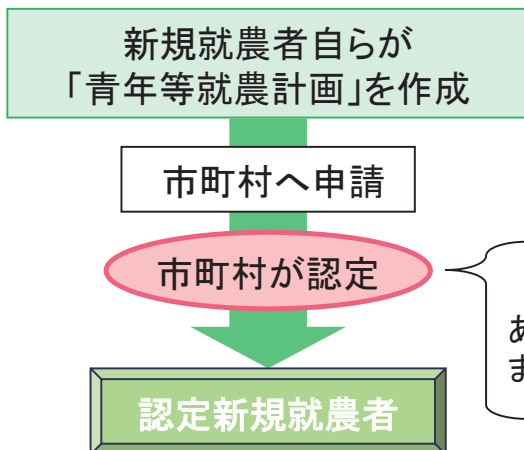 新規就農者自らが
「青年等就農計画」を作成
市町村へ申請
市町村が認定
あ
ま
認定新規就農者